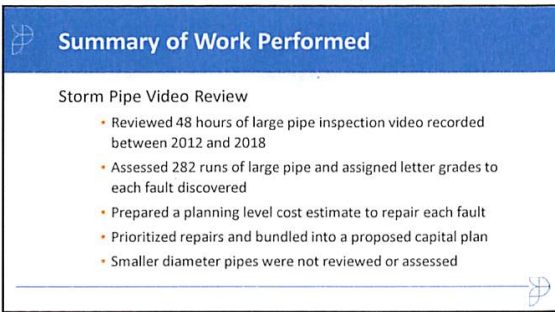 Summary of Work Performed
Storm Pipe Video Review
• Reviewed 48 hours of large pipe inspection video recorded
between 2012 and 2018
• Assessed 282 runs of large pipe and assigned letter grades to
each fault discovered
• Prepared a planning level cost estimate to repair each fault
• Prioritized repairs and bundled into a proposed capital plan
• Smaller diameter pipes were not reviewed or assessed